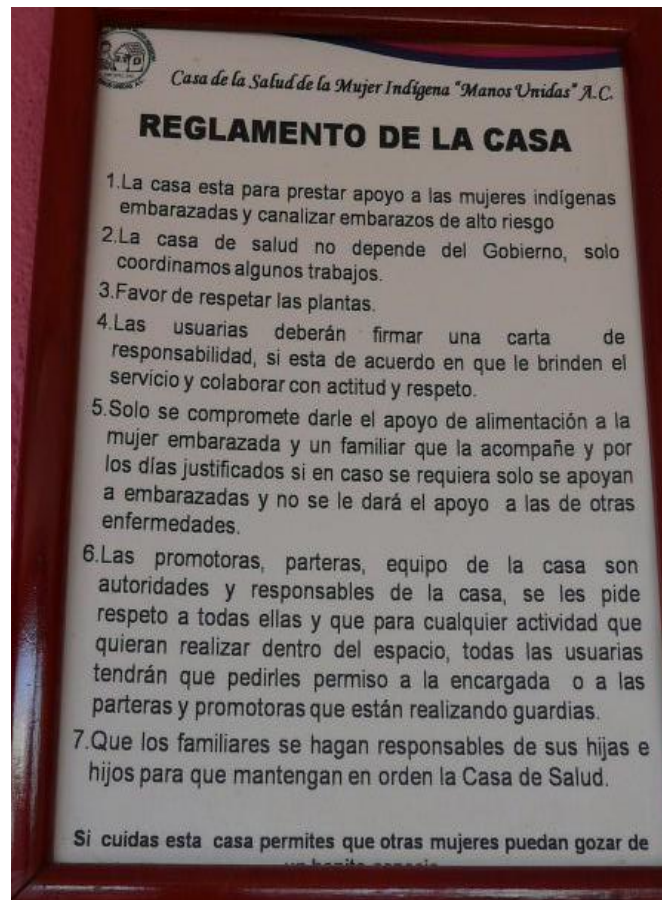 Casa de la Salud de la Mujer Indígena "Manos Unidas" A.C.
REGLAMENTO DE LA CASA
1.La casa esta para prestar apoyo a las mujeres indígenas
embarazadas y canalizar embarazos de alto riesgo
2.La casa de salud no depende del Gobierno, solo
coordinamos algunos trabajos.
3.Favor de respetar las plantas.
4.Las usuarias deberán firmar una carta de
responsabilidad, si esta de acuerdo en que le brinden el
servicio y colaborar con actitud y respeto.
5.Solo se compromete darle el apoyo de alimentación a la
mujer embarazada y un familiar que la acompañe y por
los días justificados si en caso se requiera solo se apoyan
a embarazadas y no se le dará el apoyo a las de otras
enfermedades.
6.Las promotoras, parteras, equipo de la casa son
autoridades y responsables de la casa, se les pide
respeto a todas ellas y que para cualquier actividad que
quieran realizar dentro del espacio, todas las usuarias
tendrán que pedirles permiso a la encargada o a las
parteras y promotoras que están realizando guardias.
7.Que los familiares se hagan responsables de sus hijas e
hijos para que mantengan en orden la Casa de Salud.
Si cuidas esta casa permites que otras mujeres puedan gozar de